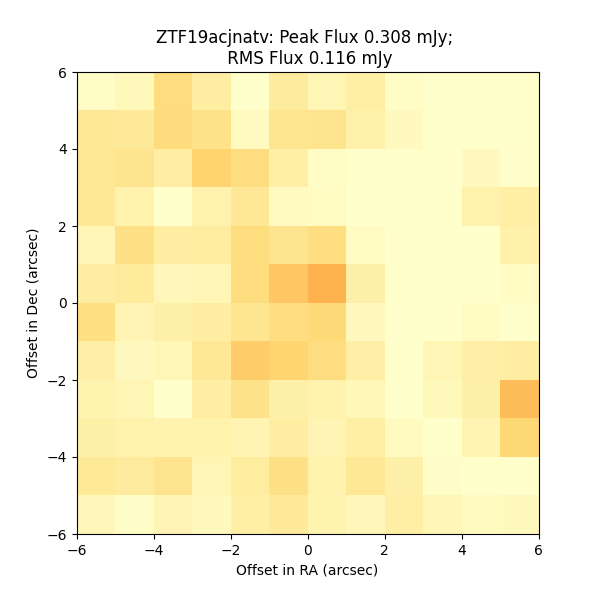 ZTF19acjnatv: Peak Flux 0.308 mJy;
RMS Flux 0.116 mJy
6
4
2
0
−2
−4
−6
Offset in Dec (arcsec)
−6 −4 −2 0 2 4 6
Offset in RA (arcsec)